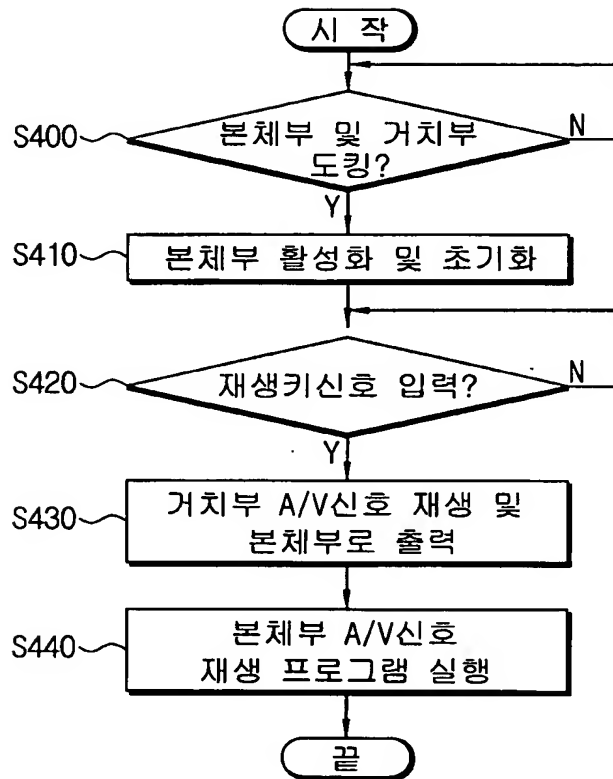 시 작
S400
본체부 및 거치부
도킹?
N
Y
S410
본체부 활성화 및 초기화
S420
재생키신호 입력?
N
Y
S430
거치부 A/V신호 재생 및
본체부로 출력
S440
본체부 A/V신호
재생 프로그램 실행
끝